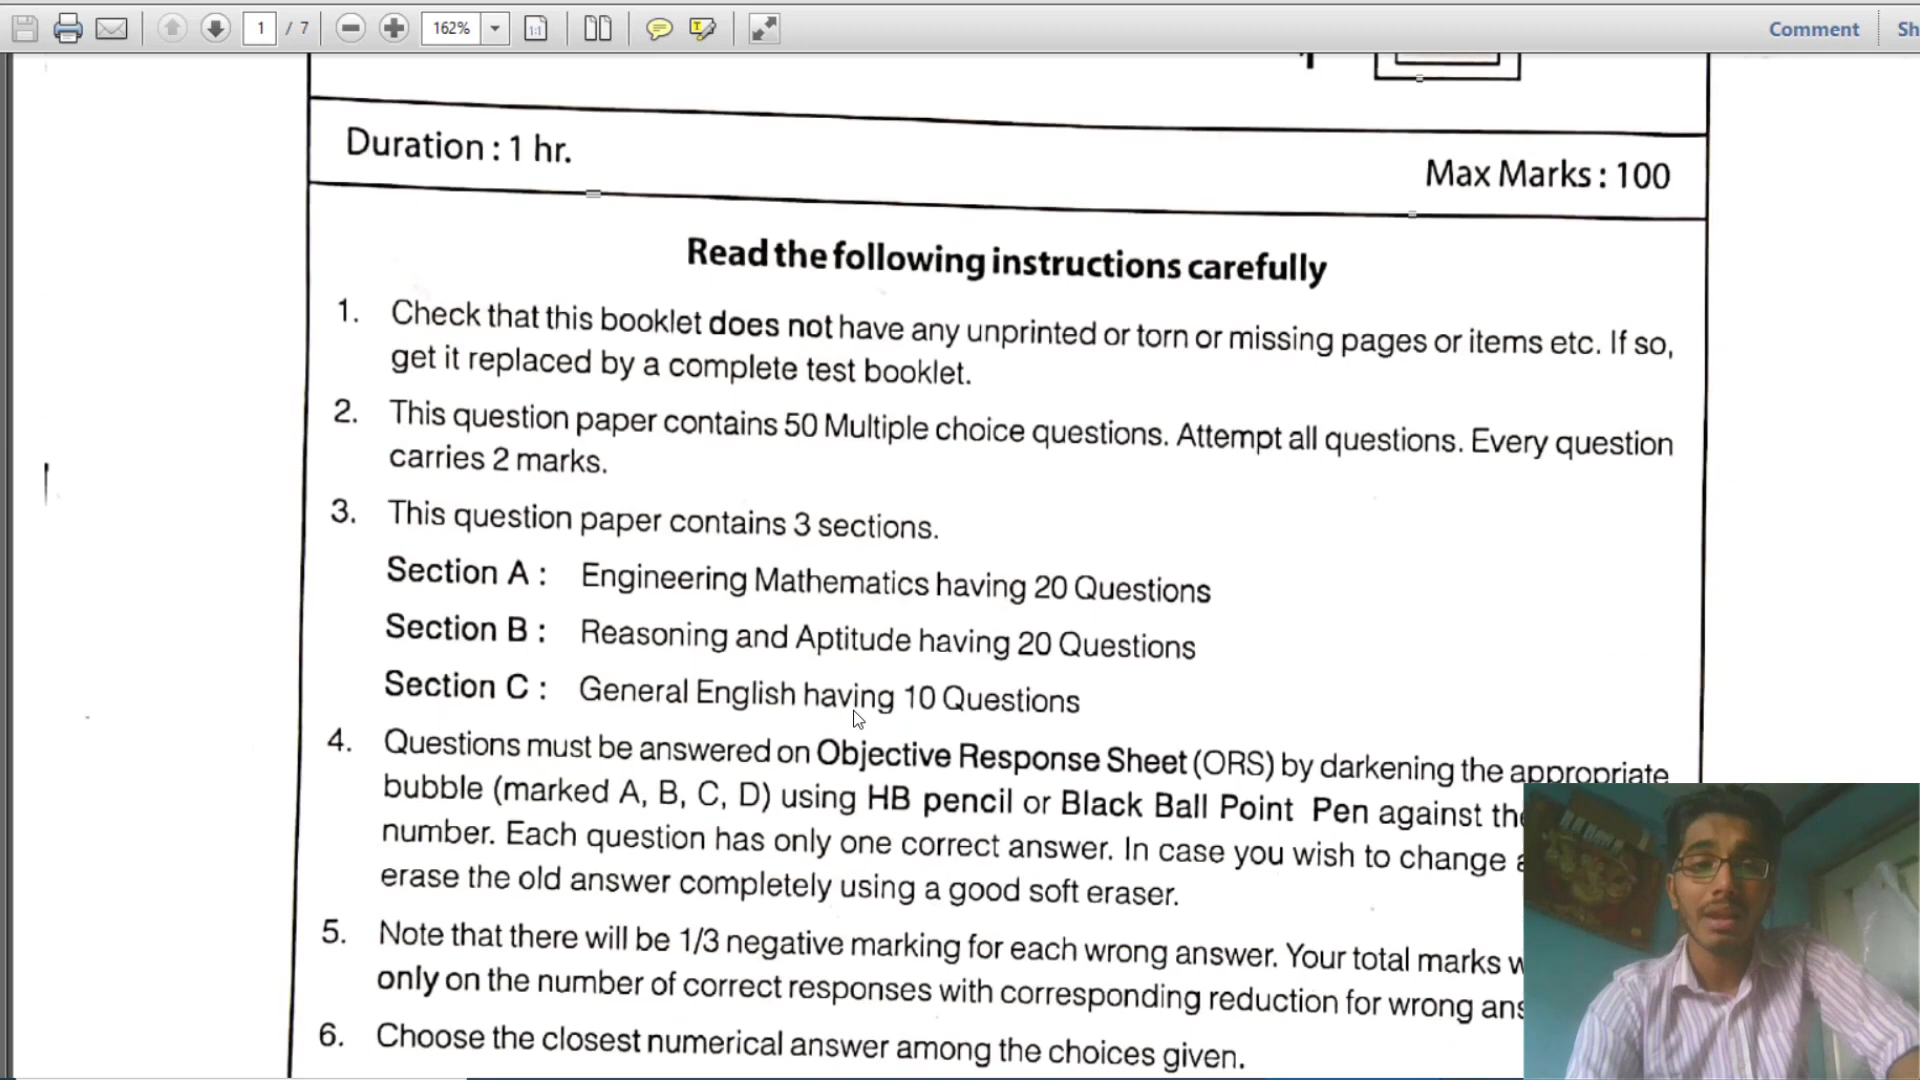 1 / 7 162% 1:1 T Comment Sh
Duration : 1 hr.
Max Marks : 100
Read the following instructions carefully
1. Check that this booklet does not have any unprinted or torn or missing pages or items etc. If so,
get it replaced by a complete test booklet.
2. This question paper contains 50 Multiple choice questions. Attempt all questions. Every question
carries 2 marks.
3. This question paper contains 3 sections.
Section A : Engineering Mathematics having 20 Questions
Section B : Reasoning and Aptitude having 20 Questions
Section C : General English having 10 Questions
4. Questions must be answered on Objective Response Sheet (ORS) by darkening the appropriate
bubble (marked A, B, C, D) using HB pencil or Black Ball Point Pen against the
number. Each question has only one correct answer. In case you wish to change a
erase the old answer completely using a good soft eraser.
5. Note that there will be 1/3 negative marking for each wrong answer. Your total marks w
only on the number of correct responses with corresponding reduction for wrong ans
6. Choose the closest numerical answer among the choices given.